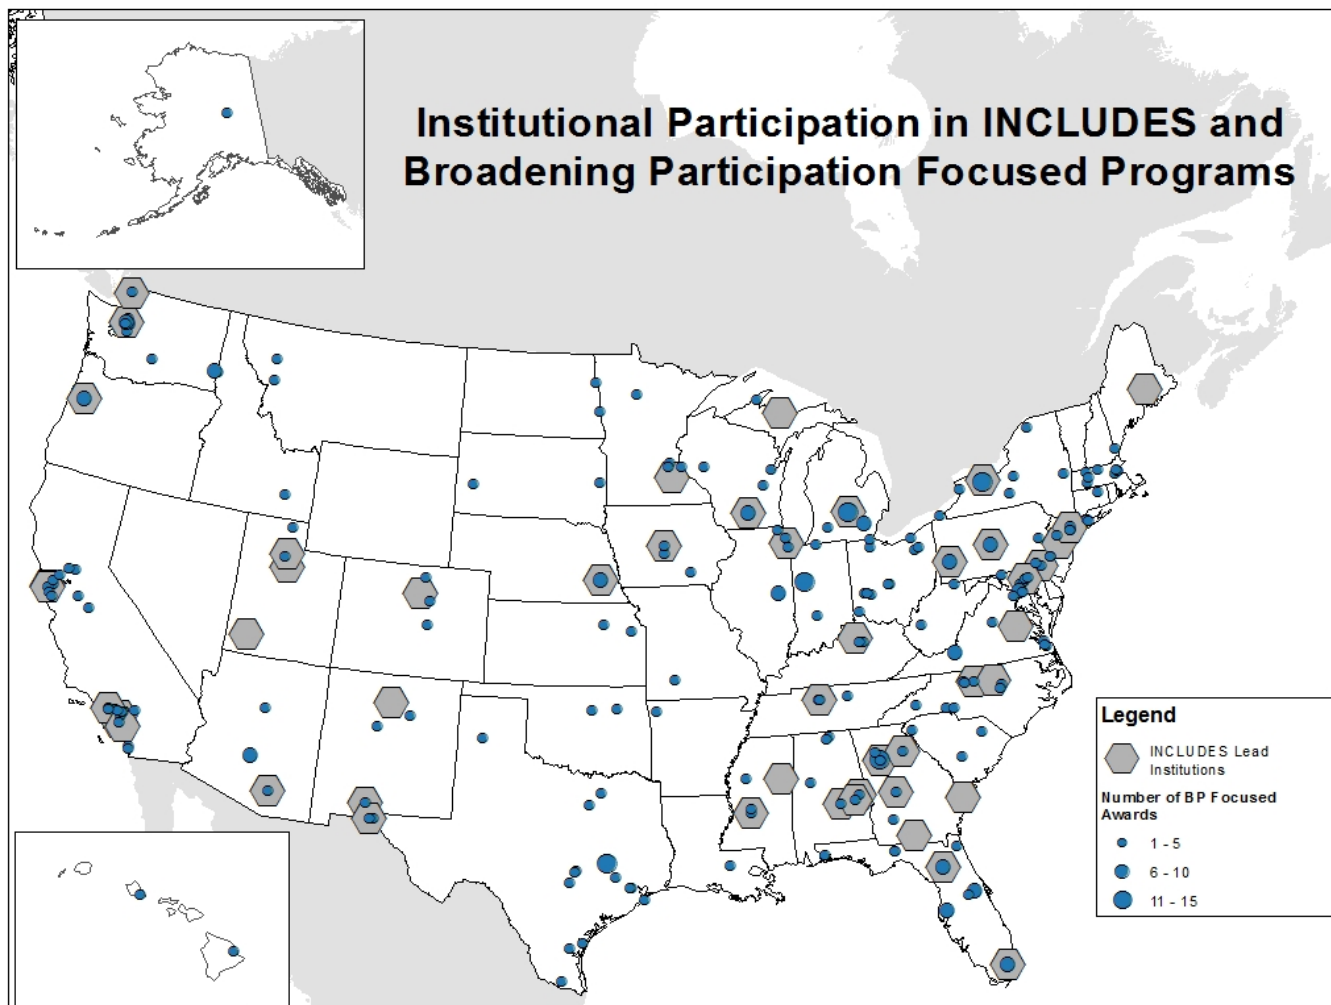 Institutional Participation in INCLUDES and
Broadening Participation Focused Programs
Legend
INCLUDES Lead
Institutions
Number of BP Focused
Awards
1 - 5
6 - 10
11 - 15